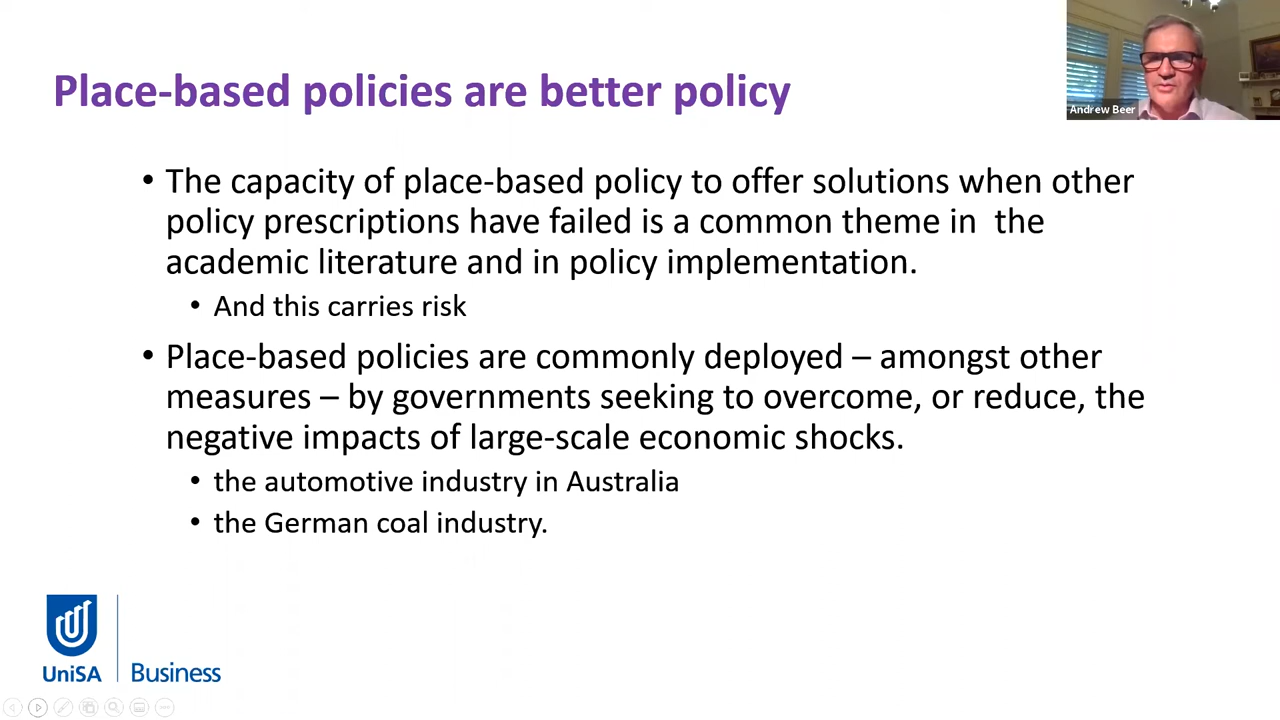 Place-based policies are better policy
Andrew Beer
• The capacity of place-based policy to offer solutions when other
policy prescriptions have failed is a common theme in  the
academic literature and in policy implementation.
• And this carries risk
• Place-based policies are commonly deployed – amongst other
measures – by governments seeking to overcome, or reduce, the
negative impacts of large-scale economic shocks.
• the automotive industry in Australia
• the German coal industry.
UniSA
Business